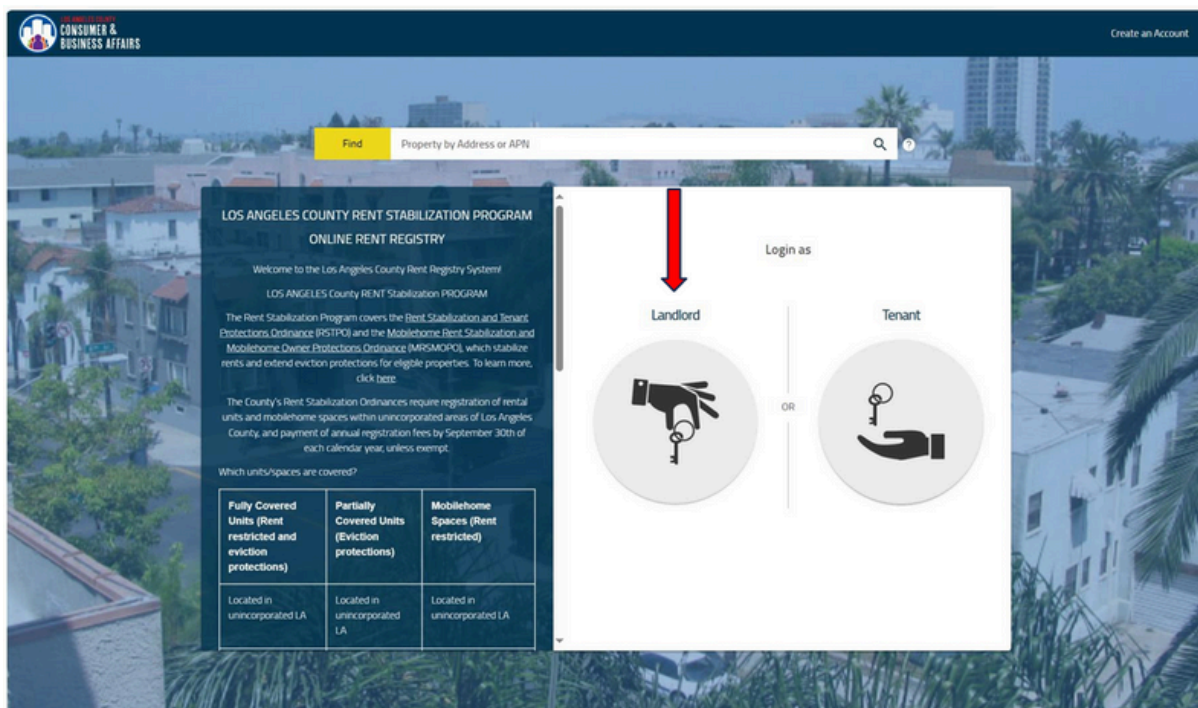 LOS ANGELES COUNTY
CONSUMER &
BUSINESS AFFAIRS
Create an Account
Find
Property by Address or APN
?
LOS ANGELES COUNTY RENT STABILIZATION PROGRAM
ONLINE RENT REGISTRY
Welcome to the Los Angeles County Rent Registry System!
LOS ANGELES County RENT Stabilization PROGRAM
The Rent Stabilization Program covers the Rent Stabilization and Tenant
Protections Ordinance (RSTPO) and the Mobilehome Rent Stabilization and
Mobilehome Owner Protections Ordinance (MRSMOPO), which stabilize
rents and extend eviction protections for eligible properties. To learn more,
click here.
The County's Rent Stabilization Ordinances require registration of rental
units and mobilehome spaces within unincorporated areas of Los Angeles
County, and payment of annual registration fees by September 30th of
each calendar year, unless exempt.
Which units/spaces are covered?
Fully Covered
Units (Rent
restricted and
eviction
protections)
Partially
Covered Units
(Eviction
protections)
Mobilehome
Spaces (Rent
restricted)
Located in
unincorporated LA
Located in
unincorporated
LA
Located in
unincorporated LA
Login as
Landlord
OR
Tenant